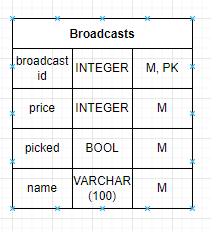 Broadcasts
broadcast id INTEGER M, PK
price INTEGER M
picked BOOL M
name VARCHAR (100) M